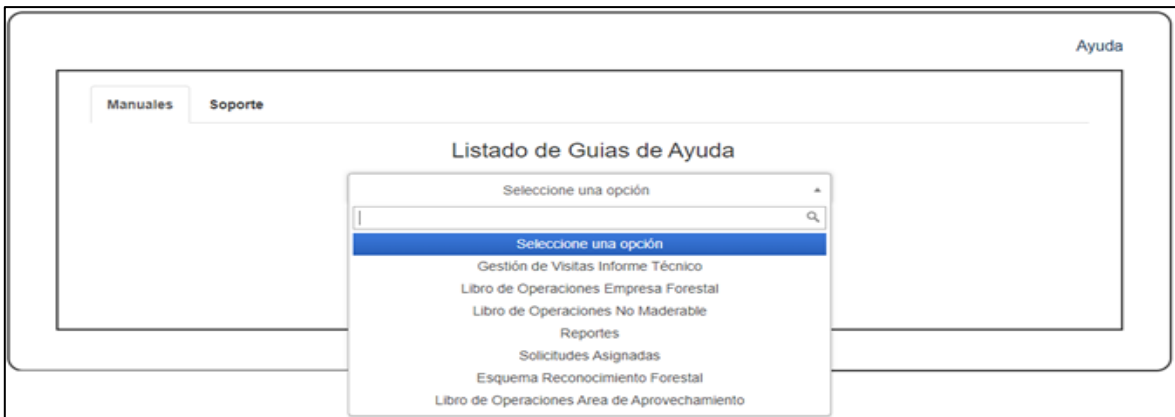 Ayuda
Manuales Soporte
Listado de Guias de Ayuda
Seleccione una opción
Seleccione una opción
Gestión de Visitas Informe Técnico
Libro de Operaciones Empresa Forestal
Libro de Operaciones No Maderable
Reportes
Solicitudes Asignadas
Esquema Reconocimiento Forestal
Libro de Operaciones Area de Aprovechamiento